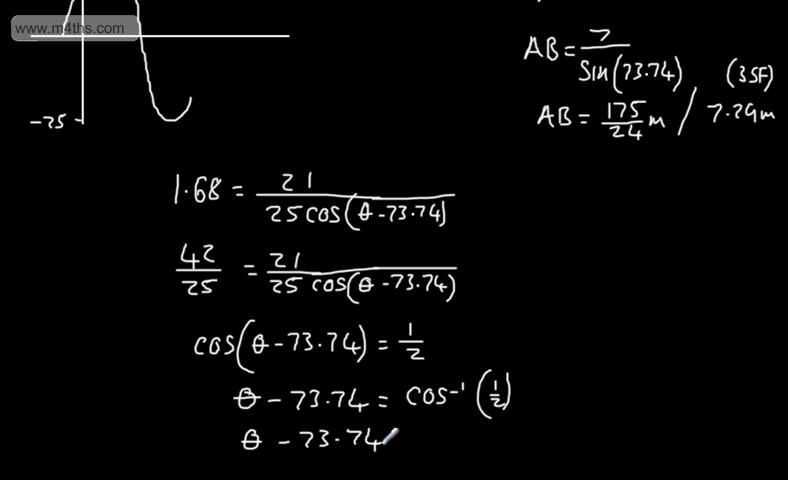 www.m4ths.com
-25
AB = 7/Sin(73.74) (3SF)
AB = 175/24 m / 7.29m
1.68 = 21/25cos(θ-73.74)
42/25 = 21/25 cos(θ-73.74)
cos(θ-73.74) = 1/2
θ - 73.74 = cos⁻¹(1/2)
θ - 73.74